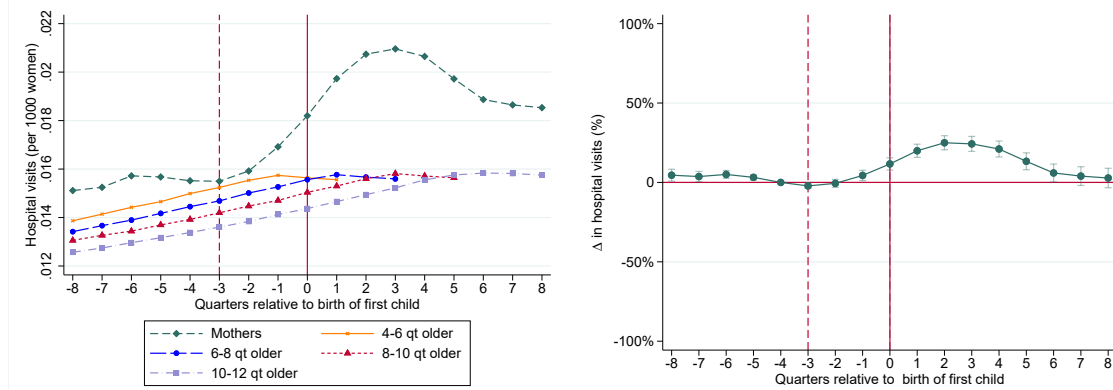 Hospital visits (per 1000 women)
.022
.02
.018
.016
.014
.012
-8 -7 -6 -5 -4 -3 -2 -1 0 1 2 3 4 5 6 7 8
Quarters relative to birth of first child
Mothers 4-6 qt older
6-8 qt older 8-10 qt older
10-12 qt older
Δ in hospital visits (%)
100%
50%
0
-50%
-100%
-8 -7 -6 -5 -4 -3 -2 -1 0 1 2 3 4 5 6 7 8
Quarters relative to birth of first child